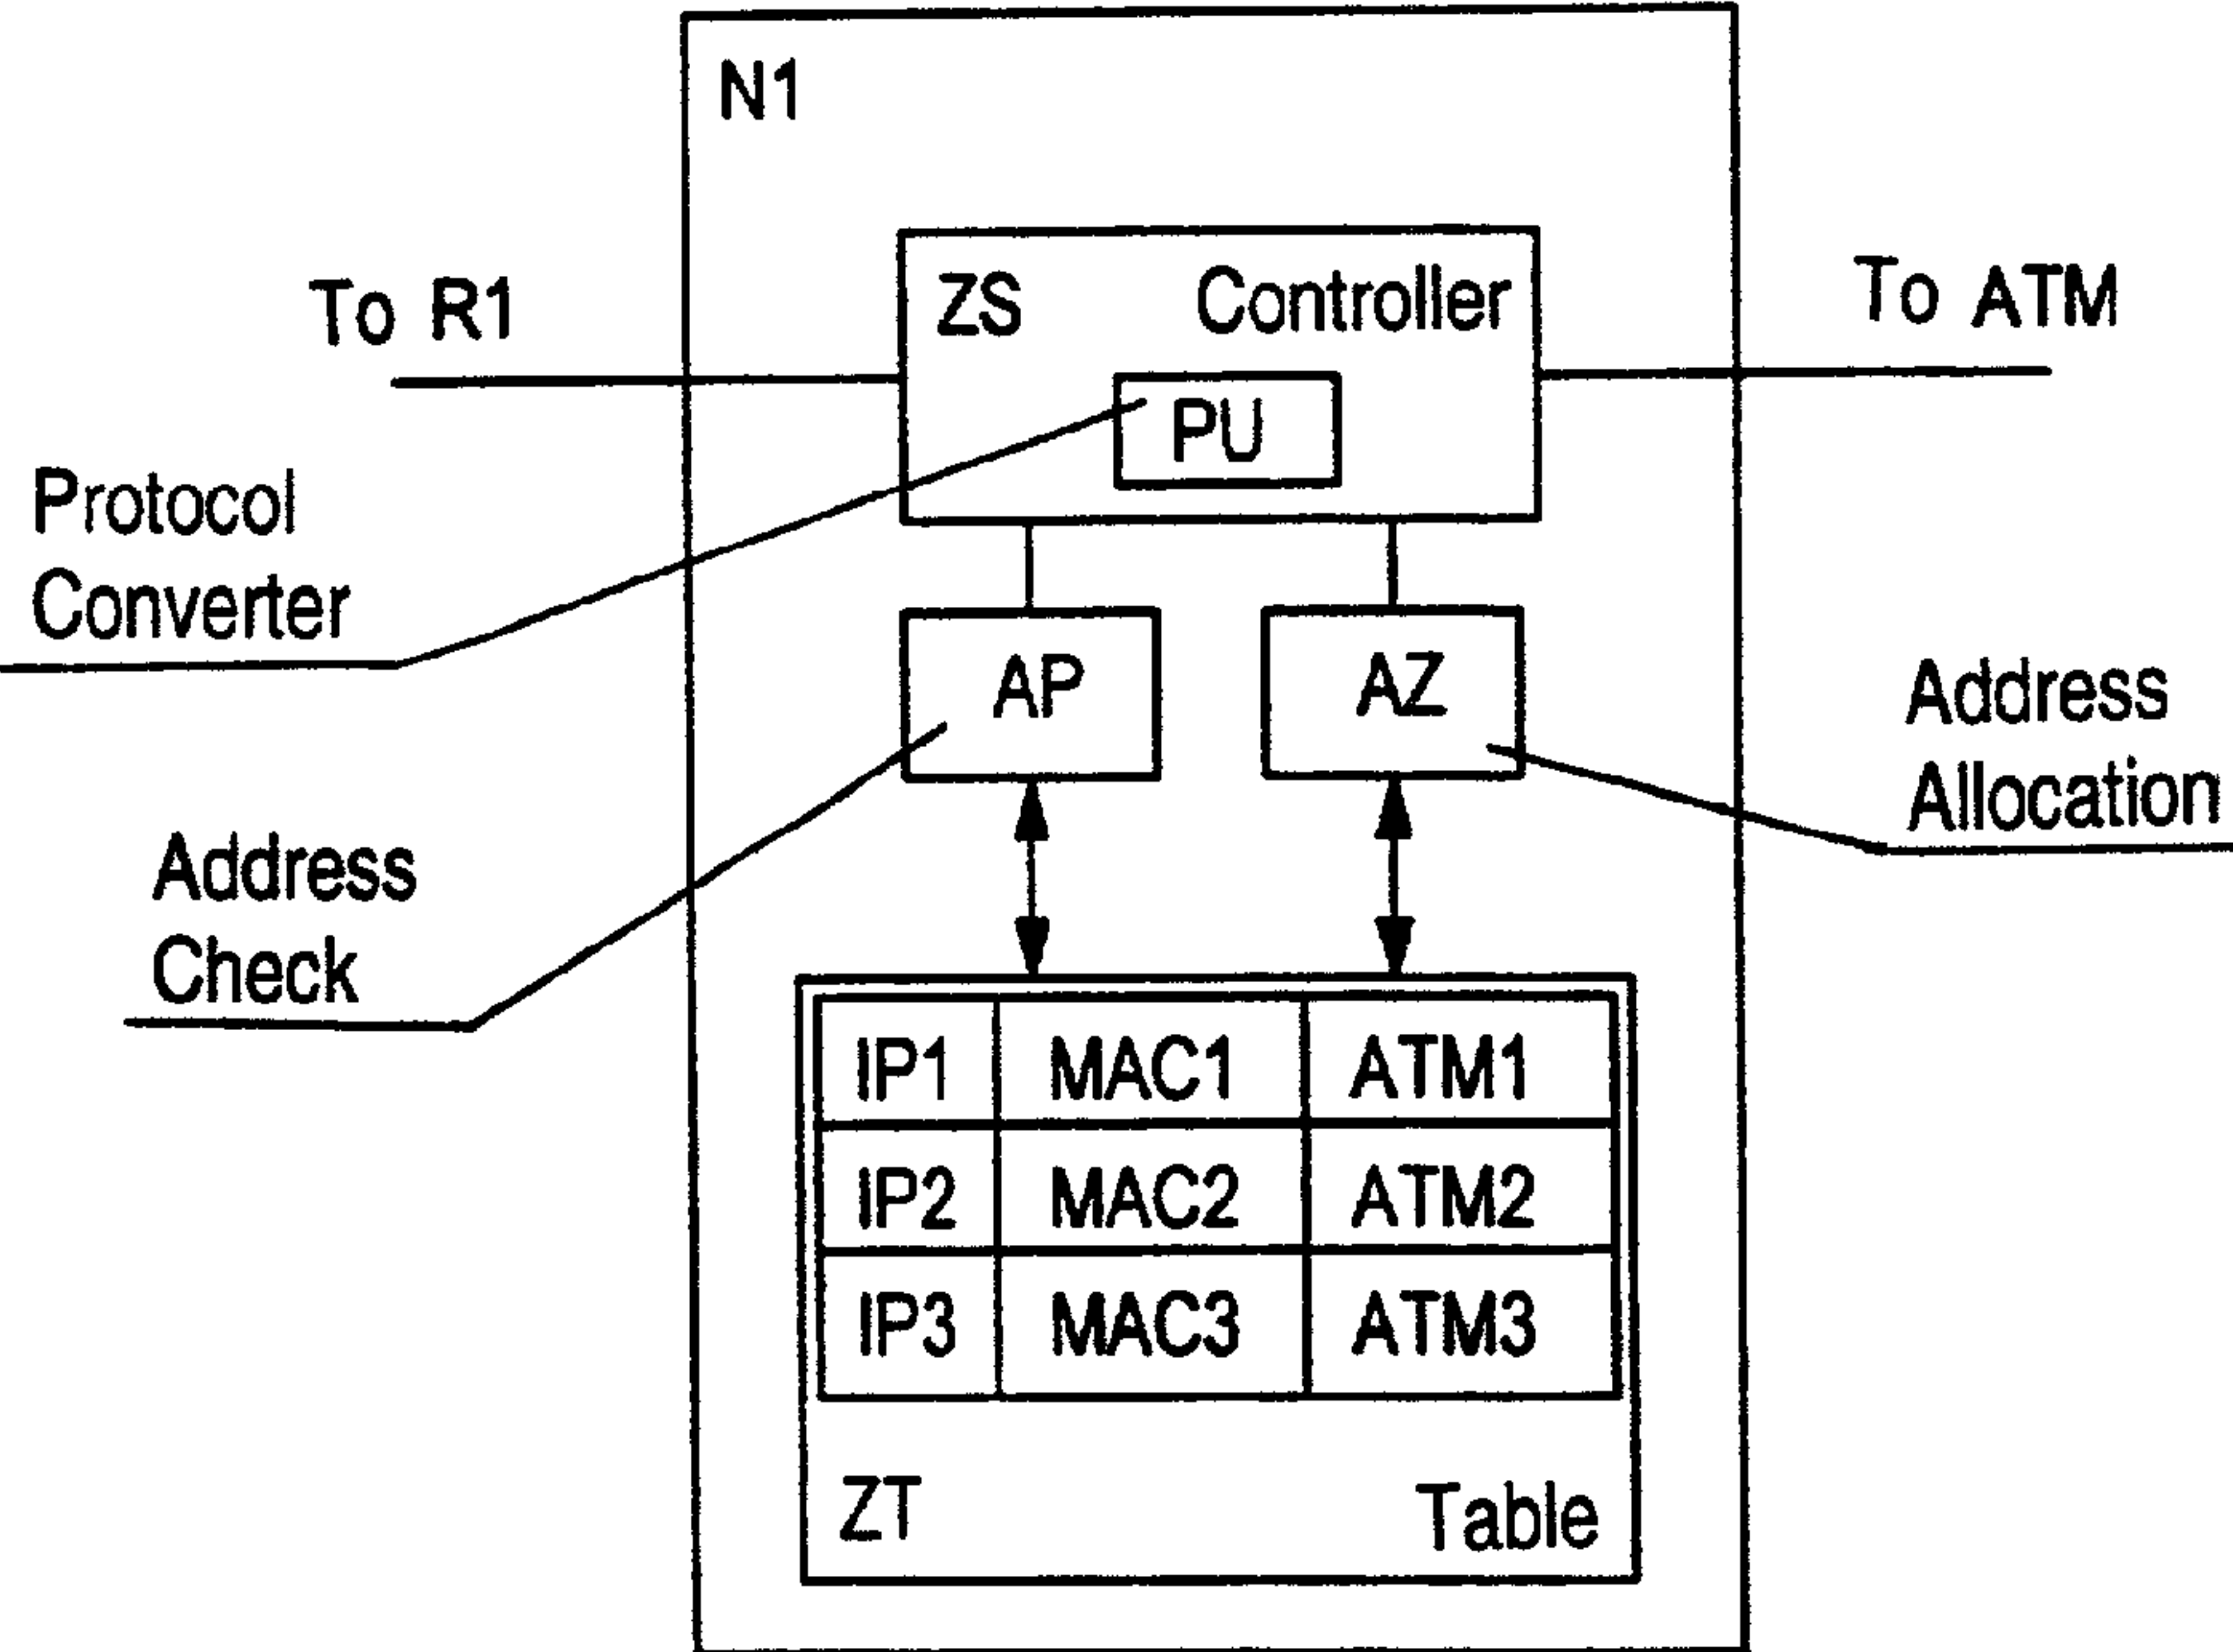 N1
To R1
ZS Controller
To ATM
PU
Protocol
Converter
AP
AZ
Address
Allocation
Address
Check
IP1 MAC1 ATM1
IP2 MAC2 ATM2
IP3 MAC3 ATM3
ZT Table